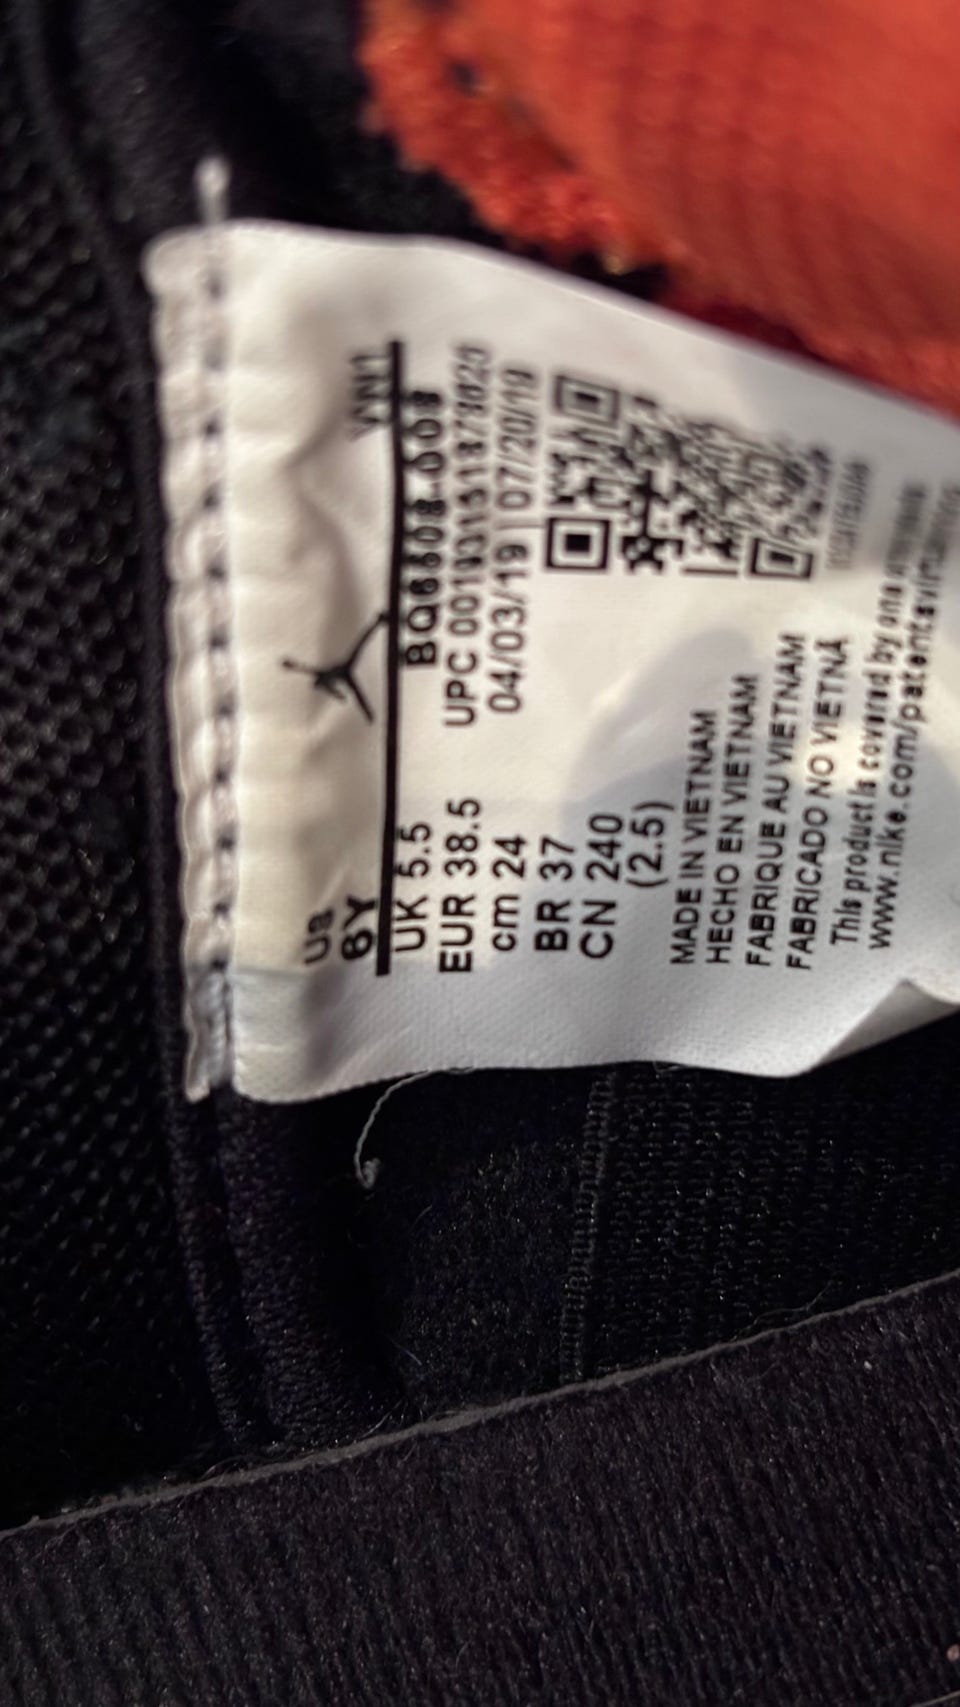 US
6Y
UK 5.5
EUR 38.5
cm 24
BR 37
CN 240
(2.5)
UPC
04/03/19 | 07/20/19
MADE IN VIETNAM
HECHO EN VIETNAM
FABRIQUE AU VIETNAM
FABRICADO NO VIETNÃ
This product is covered by one
www.nike.com/patents